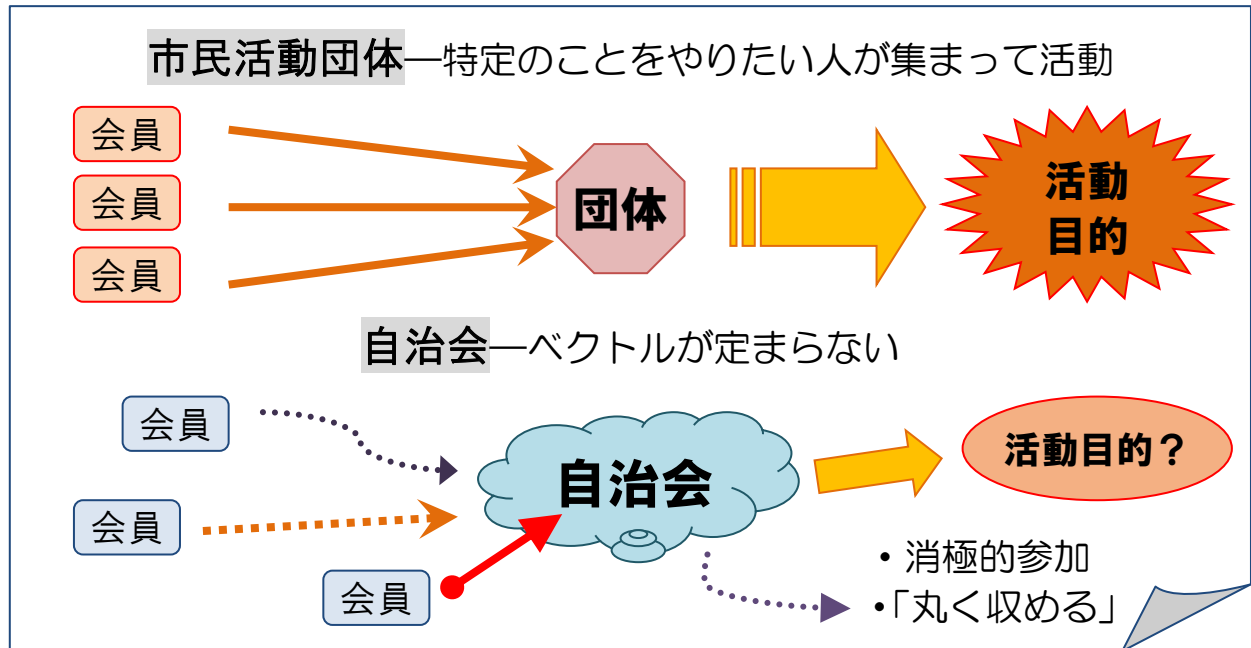 市民活動団体―特定のことをやりたい人が集まって活動
会員
会員
会員
団体
活動
目的
自治会―ベクトルが定まらない
会員
会員
会員
自治会
活動目的？
・消極的参加
・「丸く収める」